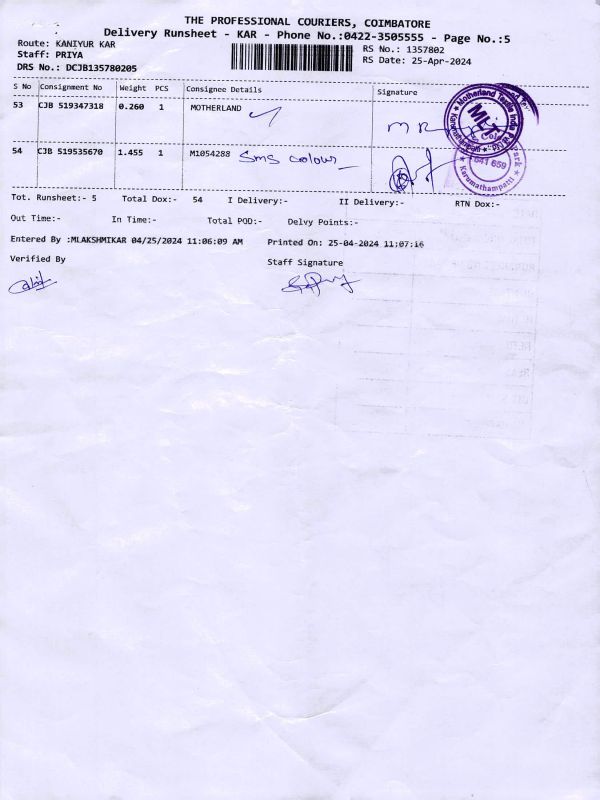 THE PROFESSIONAL COURIERS, COIMBATORE
Delivery Runsheet - KAR - Phone No.:0422-3505555 - Page No.:5
Route: KANIYUR KAR
RS No.: 1357802
Staff: PRIYA
RS Date: 25-Apr-2024
DRS No.: DCJB135780205
S No Consignment No Weight PCS Consignee Details Signature
53 CJB 519347318 0.260 1 MOTHERLAND
54 CJB 519535670 1.455 1 M1054288 Sms colour
Motherland Textile India
Karumathampatti
641 659
Karumathampatti
Tot. Runsheet:- 5 Total Dox:- 54 I Delivery:- II Delivery:- RTN Dox:-
Out Time:- In Time:- Total POD:- Delvy Points:-
Entered By :MLAKSHMIKAR 04/25/2024 11:06:09 AM Printed On: 25-04-2024 11:07:16
Verified By Staff Signature